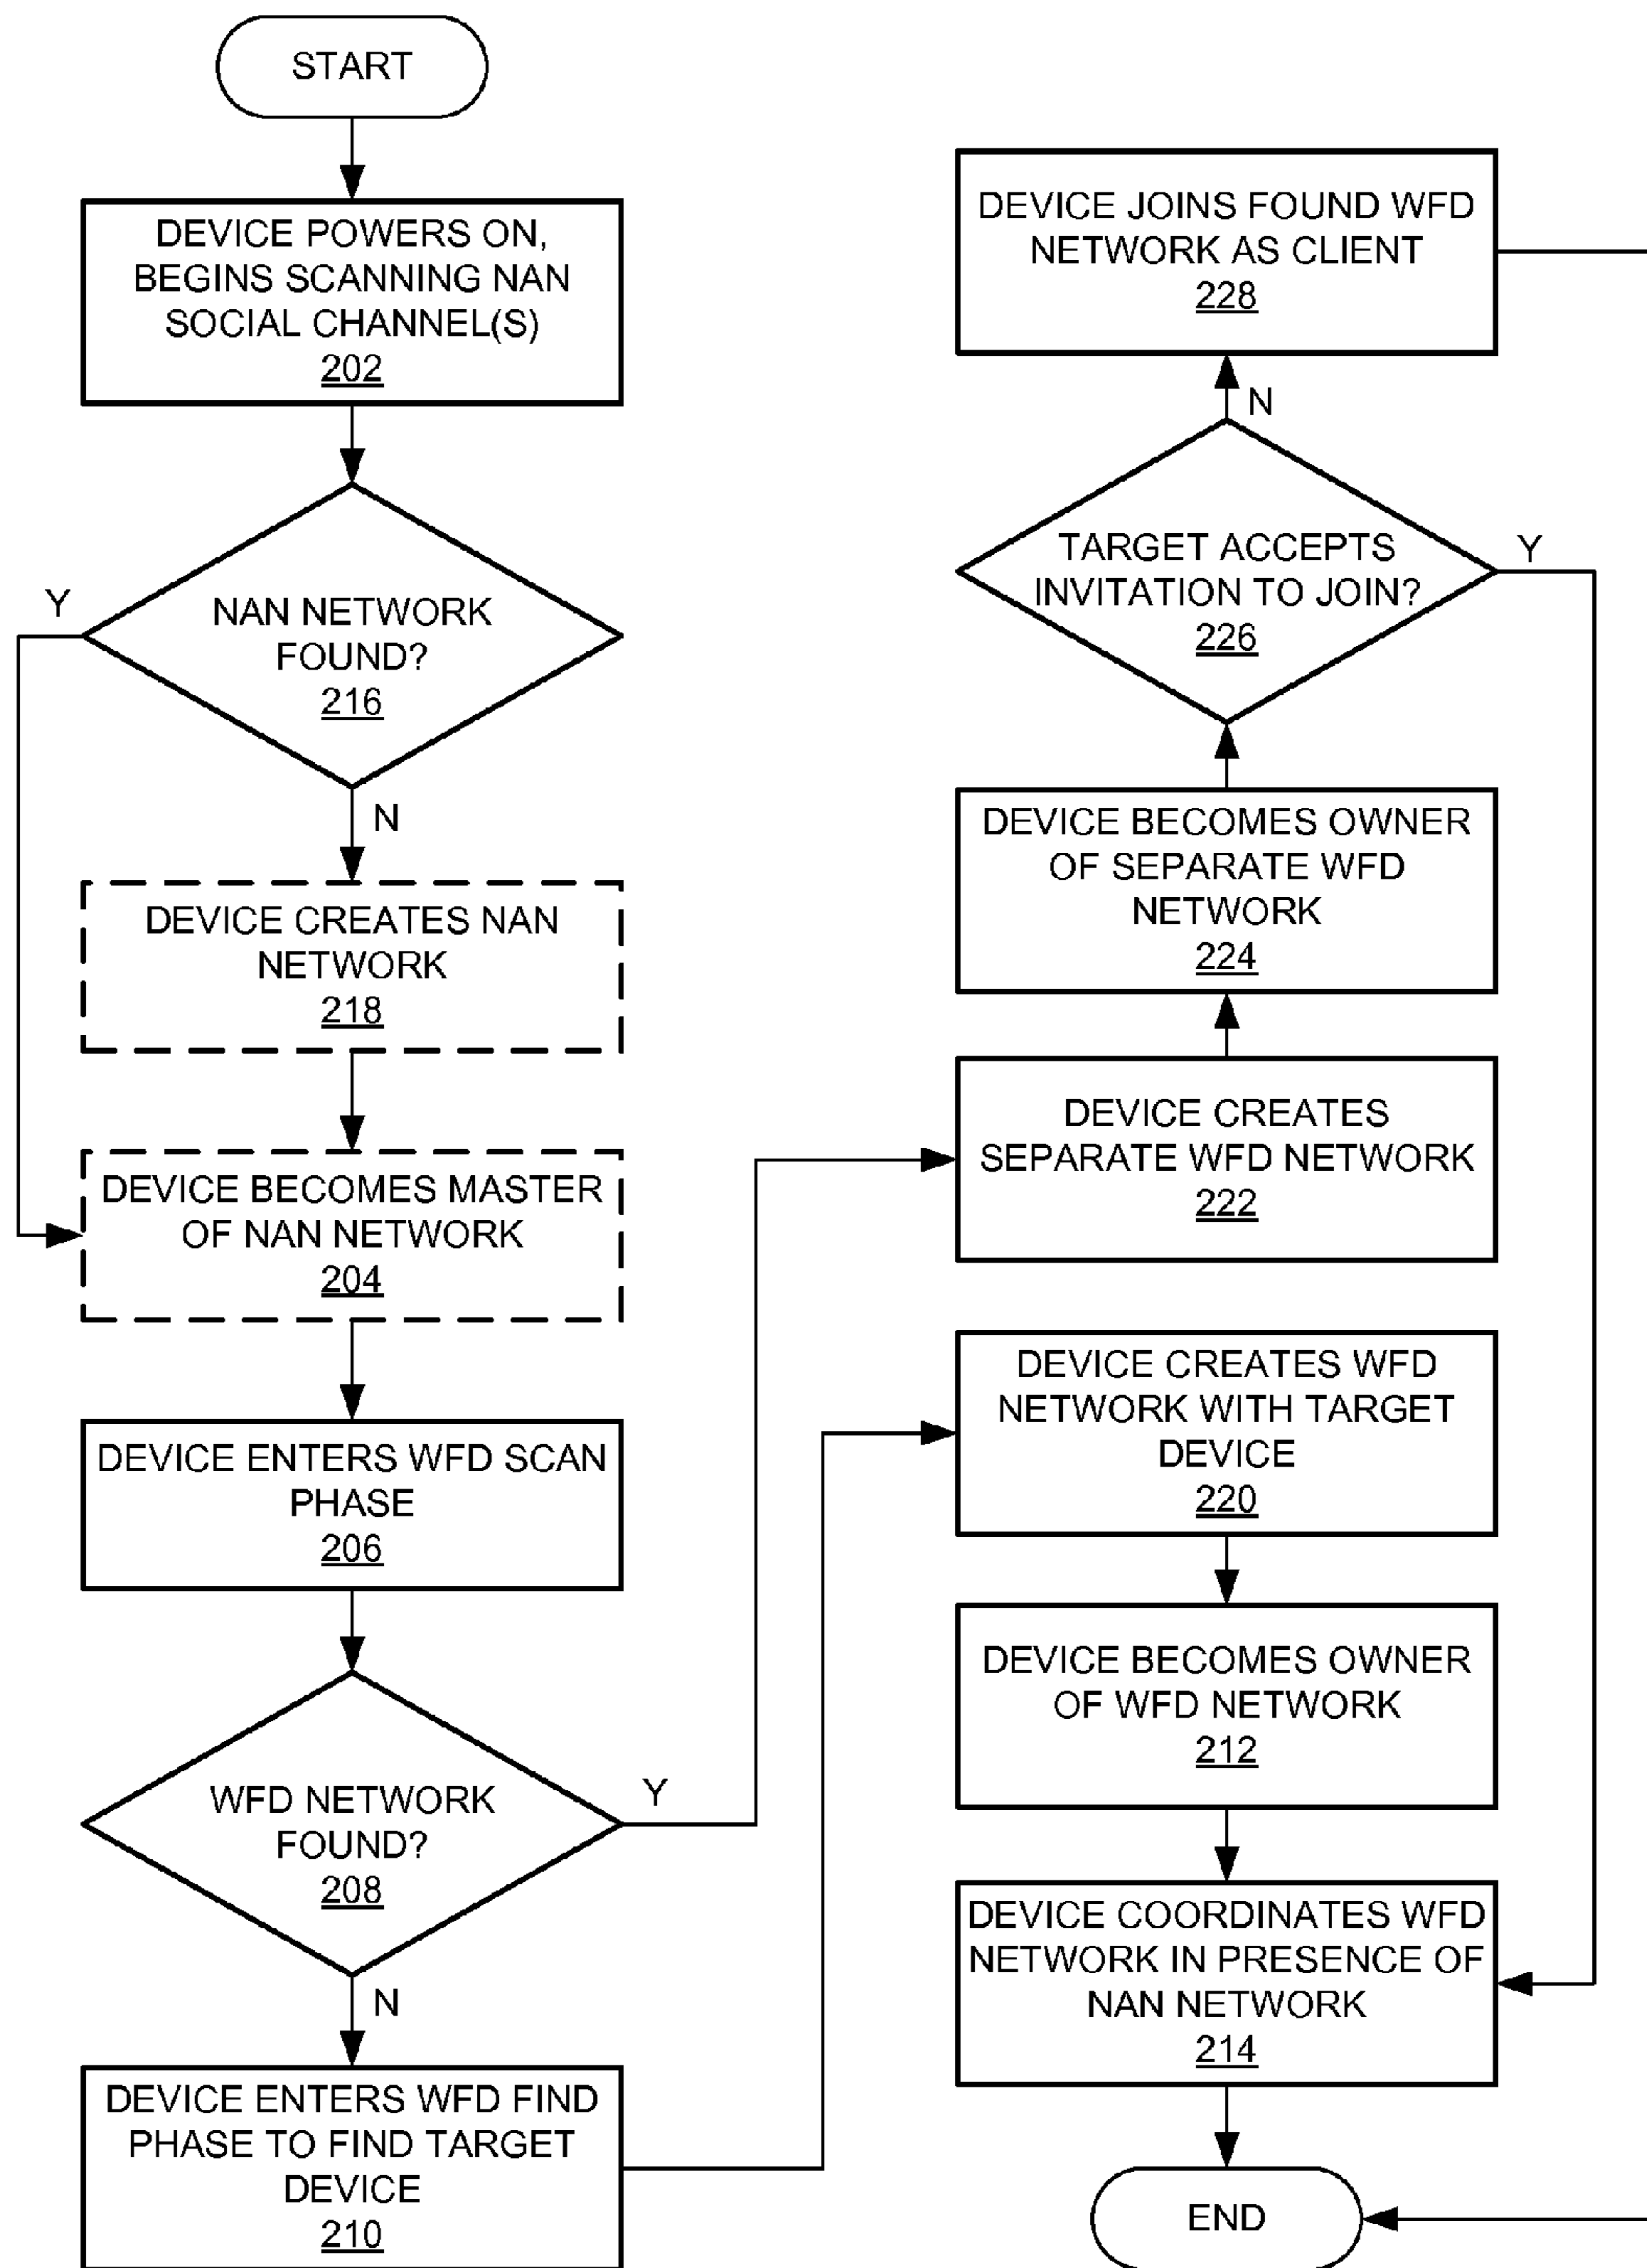 START
DEVICE POWERS ON,
BEGINS SCANNING NAN
SOCIAL CHANNEL(S)
202
NAN NETWORK
FOUND?
216
Y
N
DEVICE CREATES NAN
NETWORK
218
DEVICE BECOMES MASTER
OF NAN NETWORK
204
DEVICE ENTERS WFD SCAN
PHASE
206
WFD NETWORK
FOUND?
208
Y
N
DEVICE ENTERS WFD FIND
PHASE TO FIND TARGET
DEVICE
210
DEVICE JOINS FOUND WFD
NETWORK AS CLIENT
228
N
TARGET ACCEPTS
INVITATION TO JOIN?
226
Y
DEVICE BECOMES OWNER
OF SEPARATE WFD
NETWORK
224
DEVICE CREATES
SEPARATE WFD NETWORK
222
DEVICE CREATES WFD
NETWORK WITH TARGET
DEVICE
220
DEVICE BECOMES OWNER
OF WFD NETWORK
212
DEVICE COORDINATES WFD
NETWORK IN PRESENCE OF
NAN NETWORK
214
END